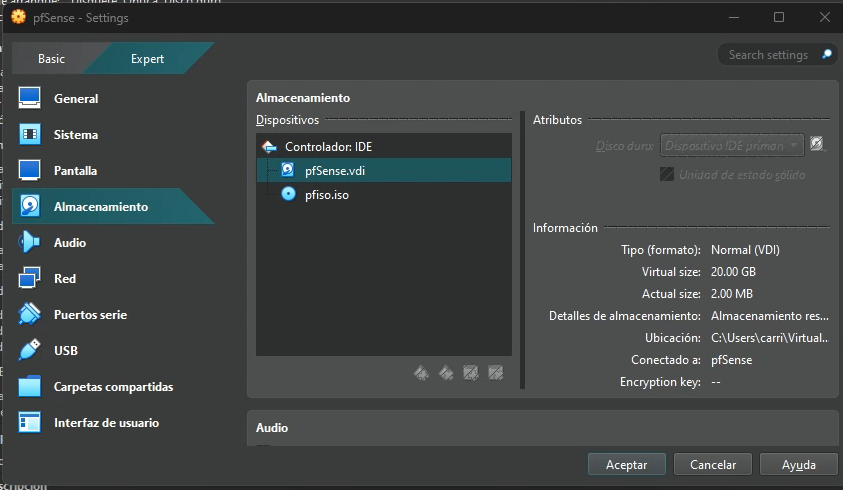 pfSense - Settings
Basic
Expert
Search settings
General
Sistema
Pantalla
Almacenamiento
Audio
Red
Puertos serie
USB
Carpetas compartidas
Interfaz de usuario
Almacenamiento
Dispositivos
Controlador: IDE
pfSense.vdi
pfiso.iso
Atributos
Disco duro: Dispositivo IDE primari
Unidad de estado sólido
Información
Tipo (formato): Normal (VDI)
Virtual size: 20.00 GB
Actual size: 2.00 MB
Detalles de almacenamiento: Almacenamiento res...
Ubicación: C:\Users\carri\Virtual...
Conectado a: pfSense
Encryption key: --
Audio
Aceptar
Cancelar
Ayuda